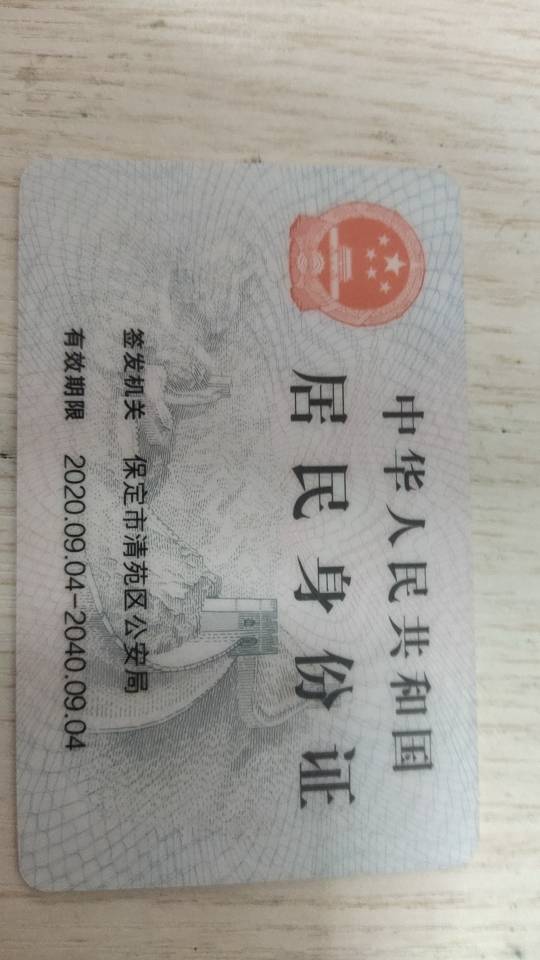 中华人民共和国
居民身份证
签发机关 保定市清苑区公安局
有效期限 2020.09.04-2040.09.04